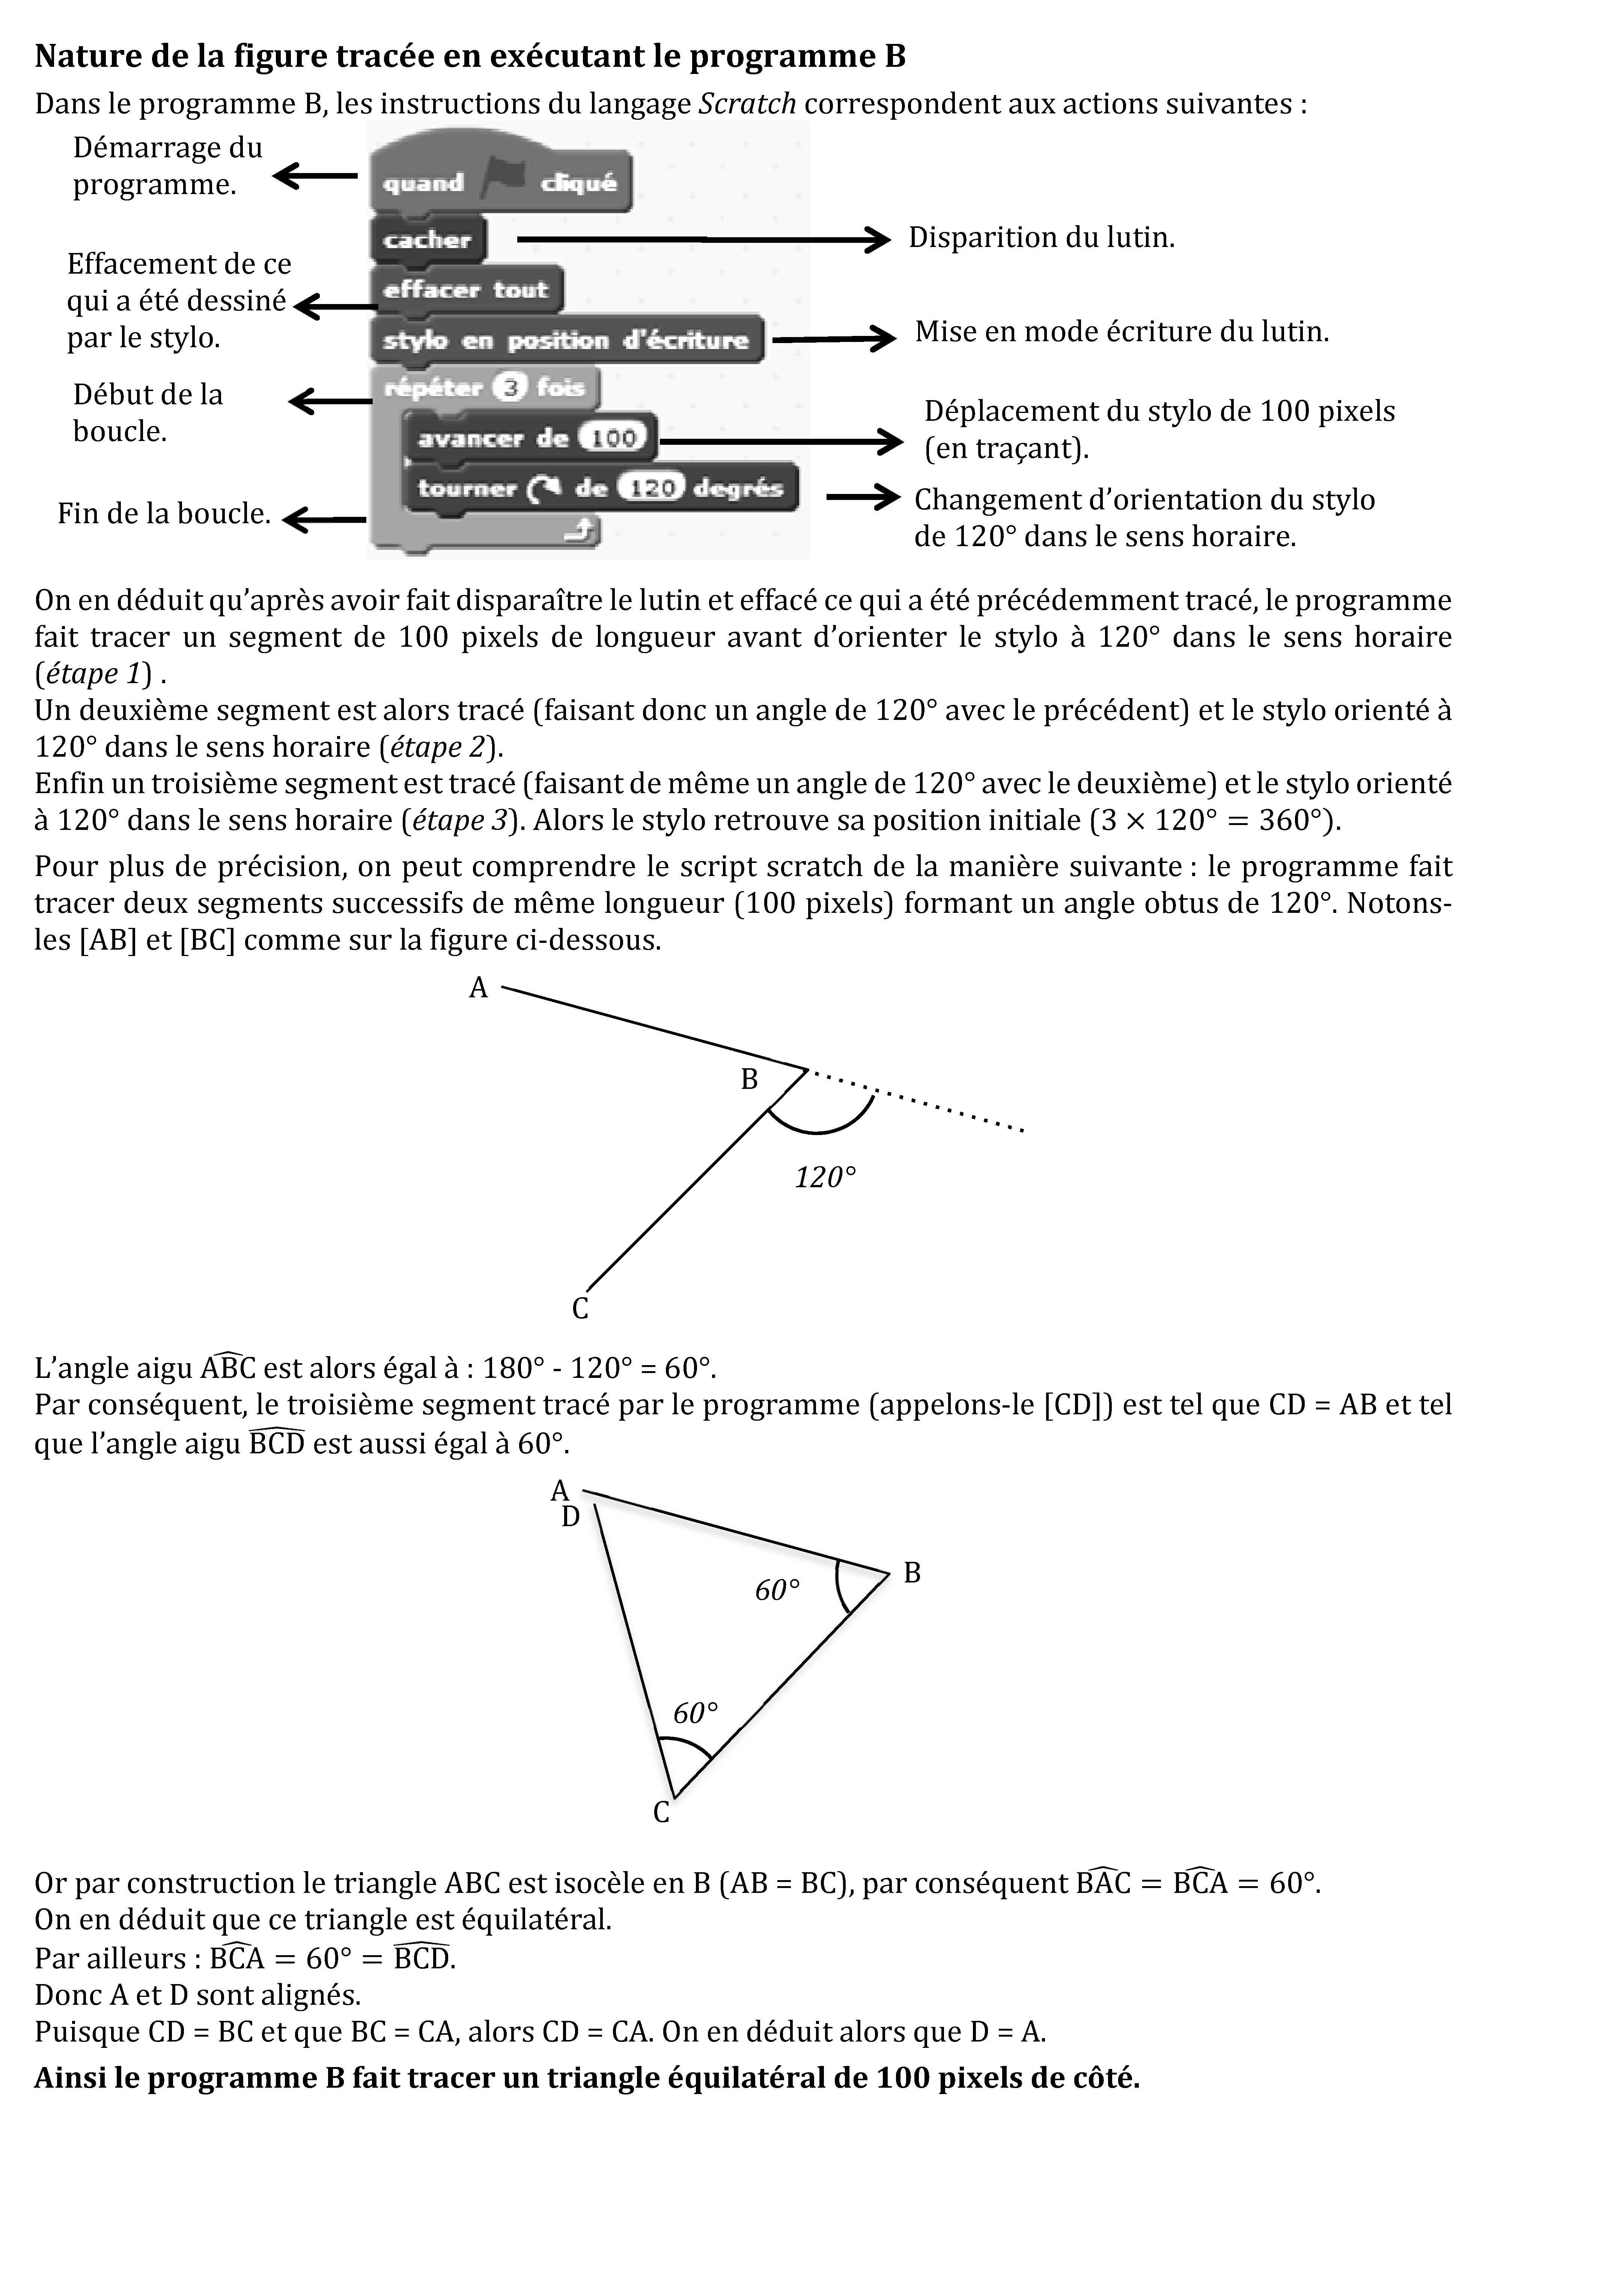 Nature de la figure tracée en exécutant le programme B
Dans le programme B, les instructions du langage Scratch correspondent aux actions suivantes :
Démarrage du
programme.
quand cliqué
cacher
Disparition du lutin.
Effacement de ce
qui a été dessiné
par le stylo.
effacer tout
stylo en position d'écriture
Mise en mode écriture du lutin.
Début de la
boucle.
répéter 3 fois
avancer de 100
Déplacement du stylo de 100 pixels
(en traçant).
tourner de 120 degrés
Changement d’orientation du stylo
de 120° dans le sens horaire.
Fin de la boucle.
On en déduit qu’après avoir fait disparaître le lutin et effacé ce qui a été précédemment tracé, le programme
fait tracer un segment de 100 pixels de longueur avant d’orienter le stylo à 120° dans le sens horaire
(étape 1) .
Un deuxième segment est alors tracé (faisant donc un angle de 120° avec le précédent) et le stylo orienté à
120° dans le sens horaire (étape 2).
Enfin un troisième segment est tracé (faisant de même un angle de 120° avec le deuxième) et le stylo orienté
à 120° dans le sens horaire (étape 3). Alors le stylo retrouve sa position initiale (3 × 120° = 360°).
Pour plus de précision, on peut comprendre le script scratch de la manière suivante : le programme fait
tracer deux segments successifs de même longueur (100 pixels) formant un angle obtus de 120°. Notons-
les [AB] et [BC] comme sur la figure ci-dessous.
A
B
120°
C
L’angle aigu ABC est alors égal à : 180° - 120° = 60°.
Par conséquent, le troisième segment tracé par le programme (appelons-le [CD]) est tel que CD = AB et tel
que l’angle aigu BCD est aussi égal à 60°.
A
D
B
60°
60°
C
Or par construction le triangle ABC est isocèle en B (AB = BC), par conséquent BAC = BCA = 60°.
On en déduit que ce triangle est équilatéral.
Par ailleurs : BCA = 60° = BCD.
Donc A et D sont alignés.
Puisque CD = BC et que BC = CA, alors CD = CA. On en déduit alors que D = A.
Ainsi le programme B fait tracer un triangle équilatéral de 100 pixels de côté.